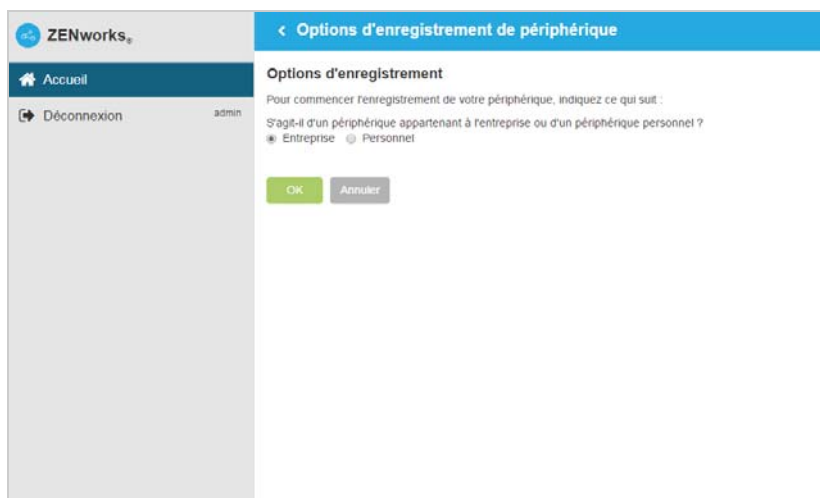 ZENworks®
Accueil
Déconnexion admin
Options d'enregistrement de périphérique
Options d'enregistrement
Pour commencer l'enregistrement de votre périphérique, indiquez ce qui suit :
S'agit-il d'un périphérique appartenant à l'entreprise ou d'un périphérique personnel ?
Entreprise Personnel
OK Annuler